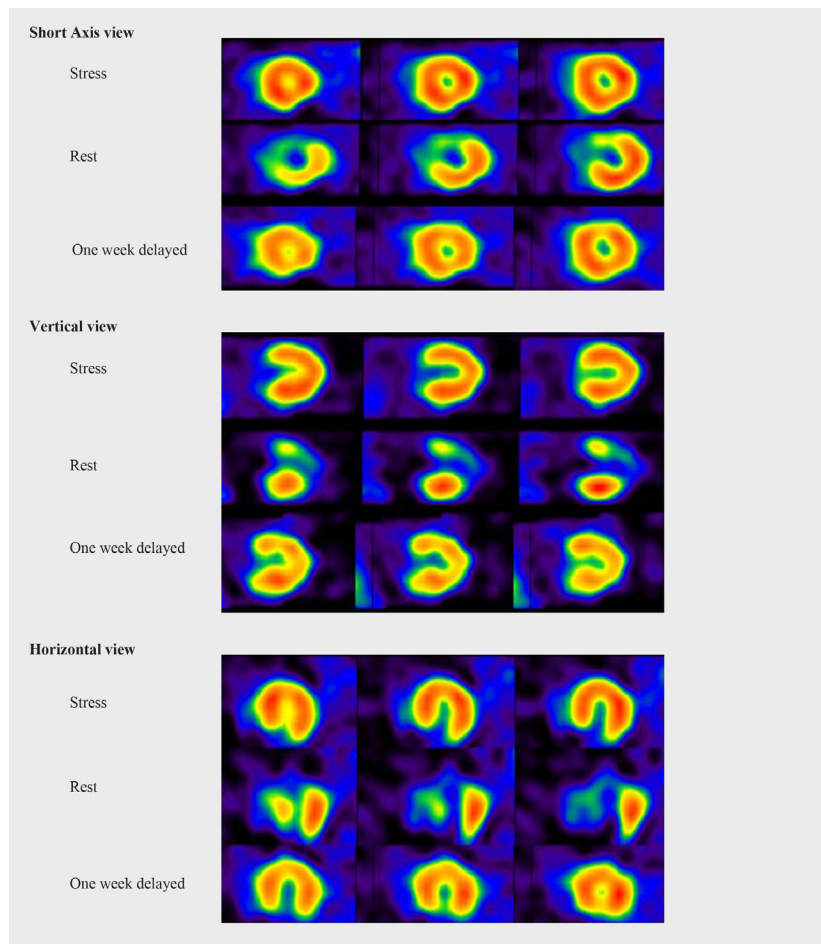 Short Axis view
Stress
Rest
One week delayed
Vertical view
Stress
Rest
One week delayed
Horizontal view
Stress
Rest
One week delayed